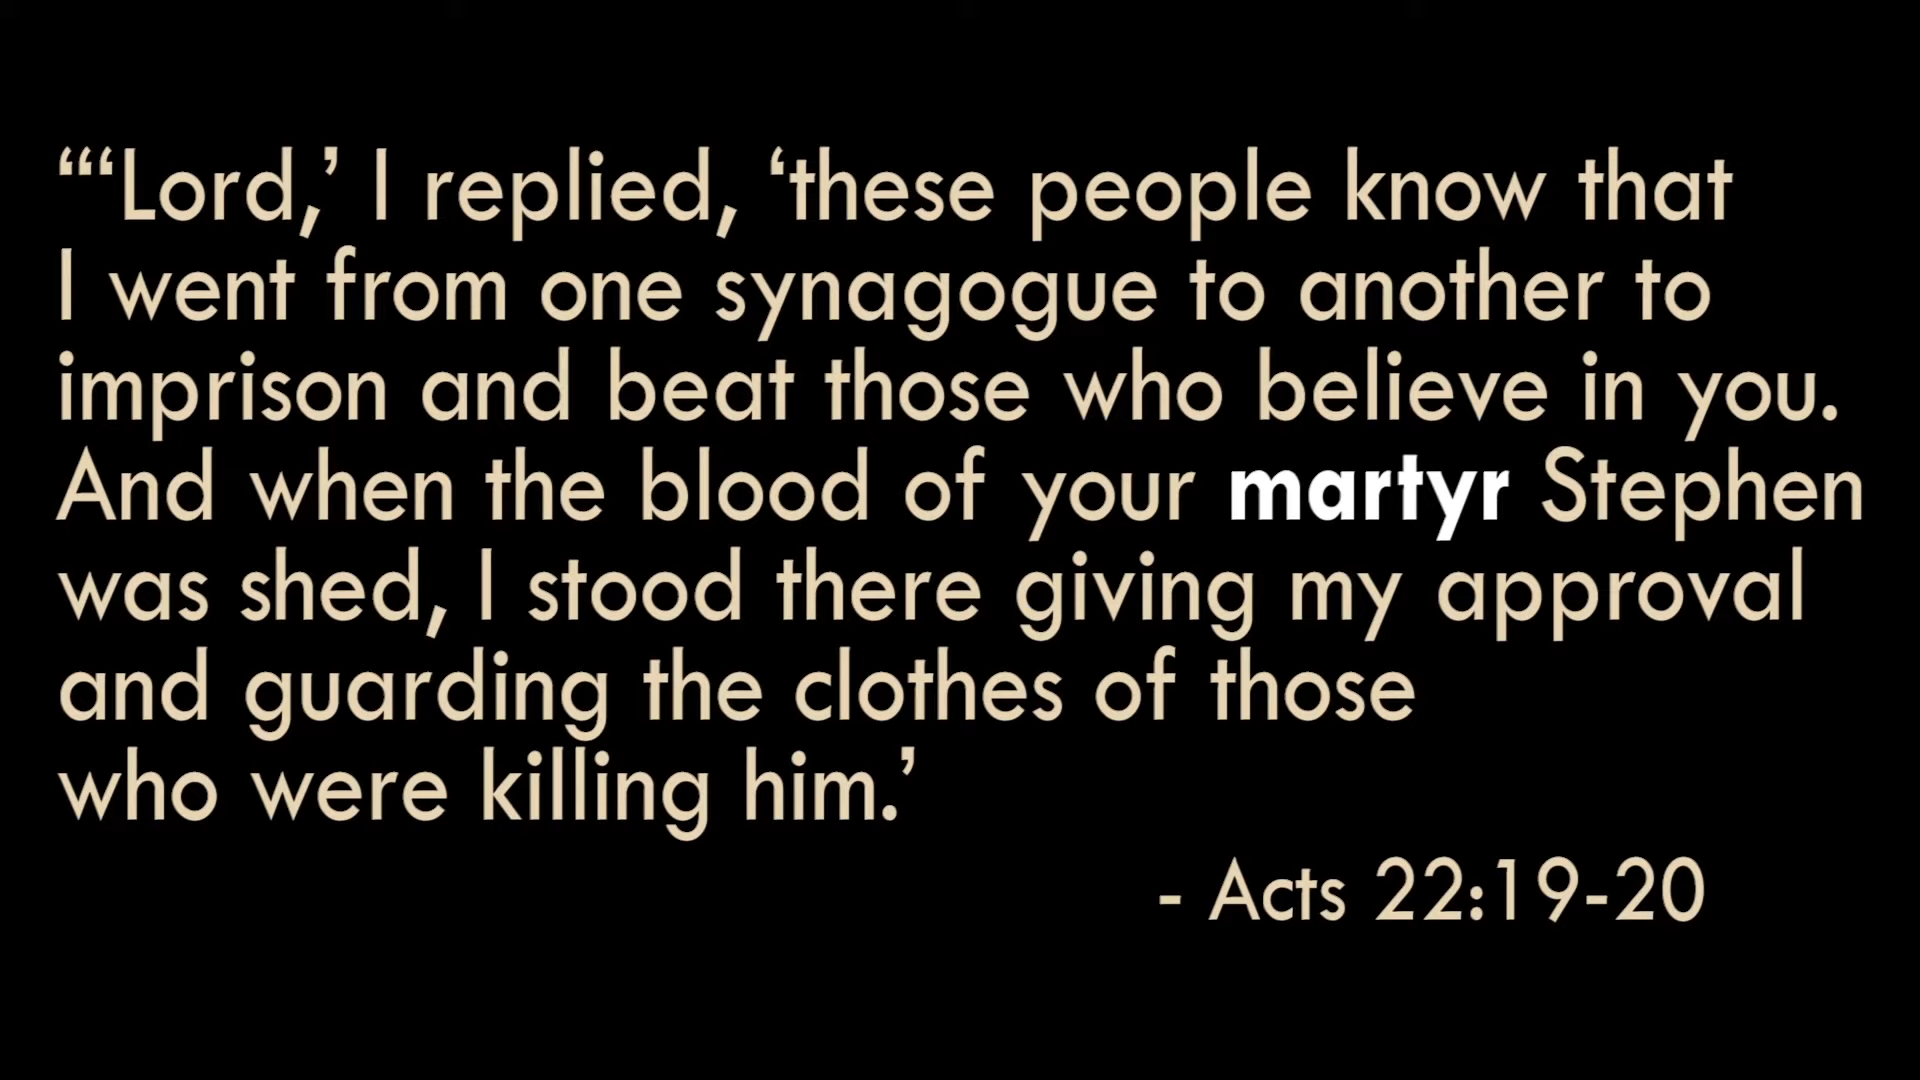 “‘Lord,’ I replied, ‘these people know that
I went from one synagogue to another to
imprison and beat those who believe in you.
And when the blood of your martyr Stephen
was shed, I stood there giving my approval
and guarding the clothes of those
who were killing him.’
- Acts 22:19-20